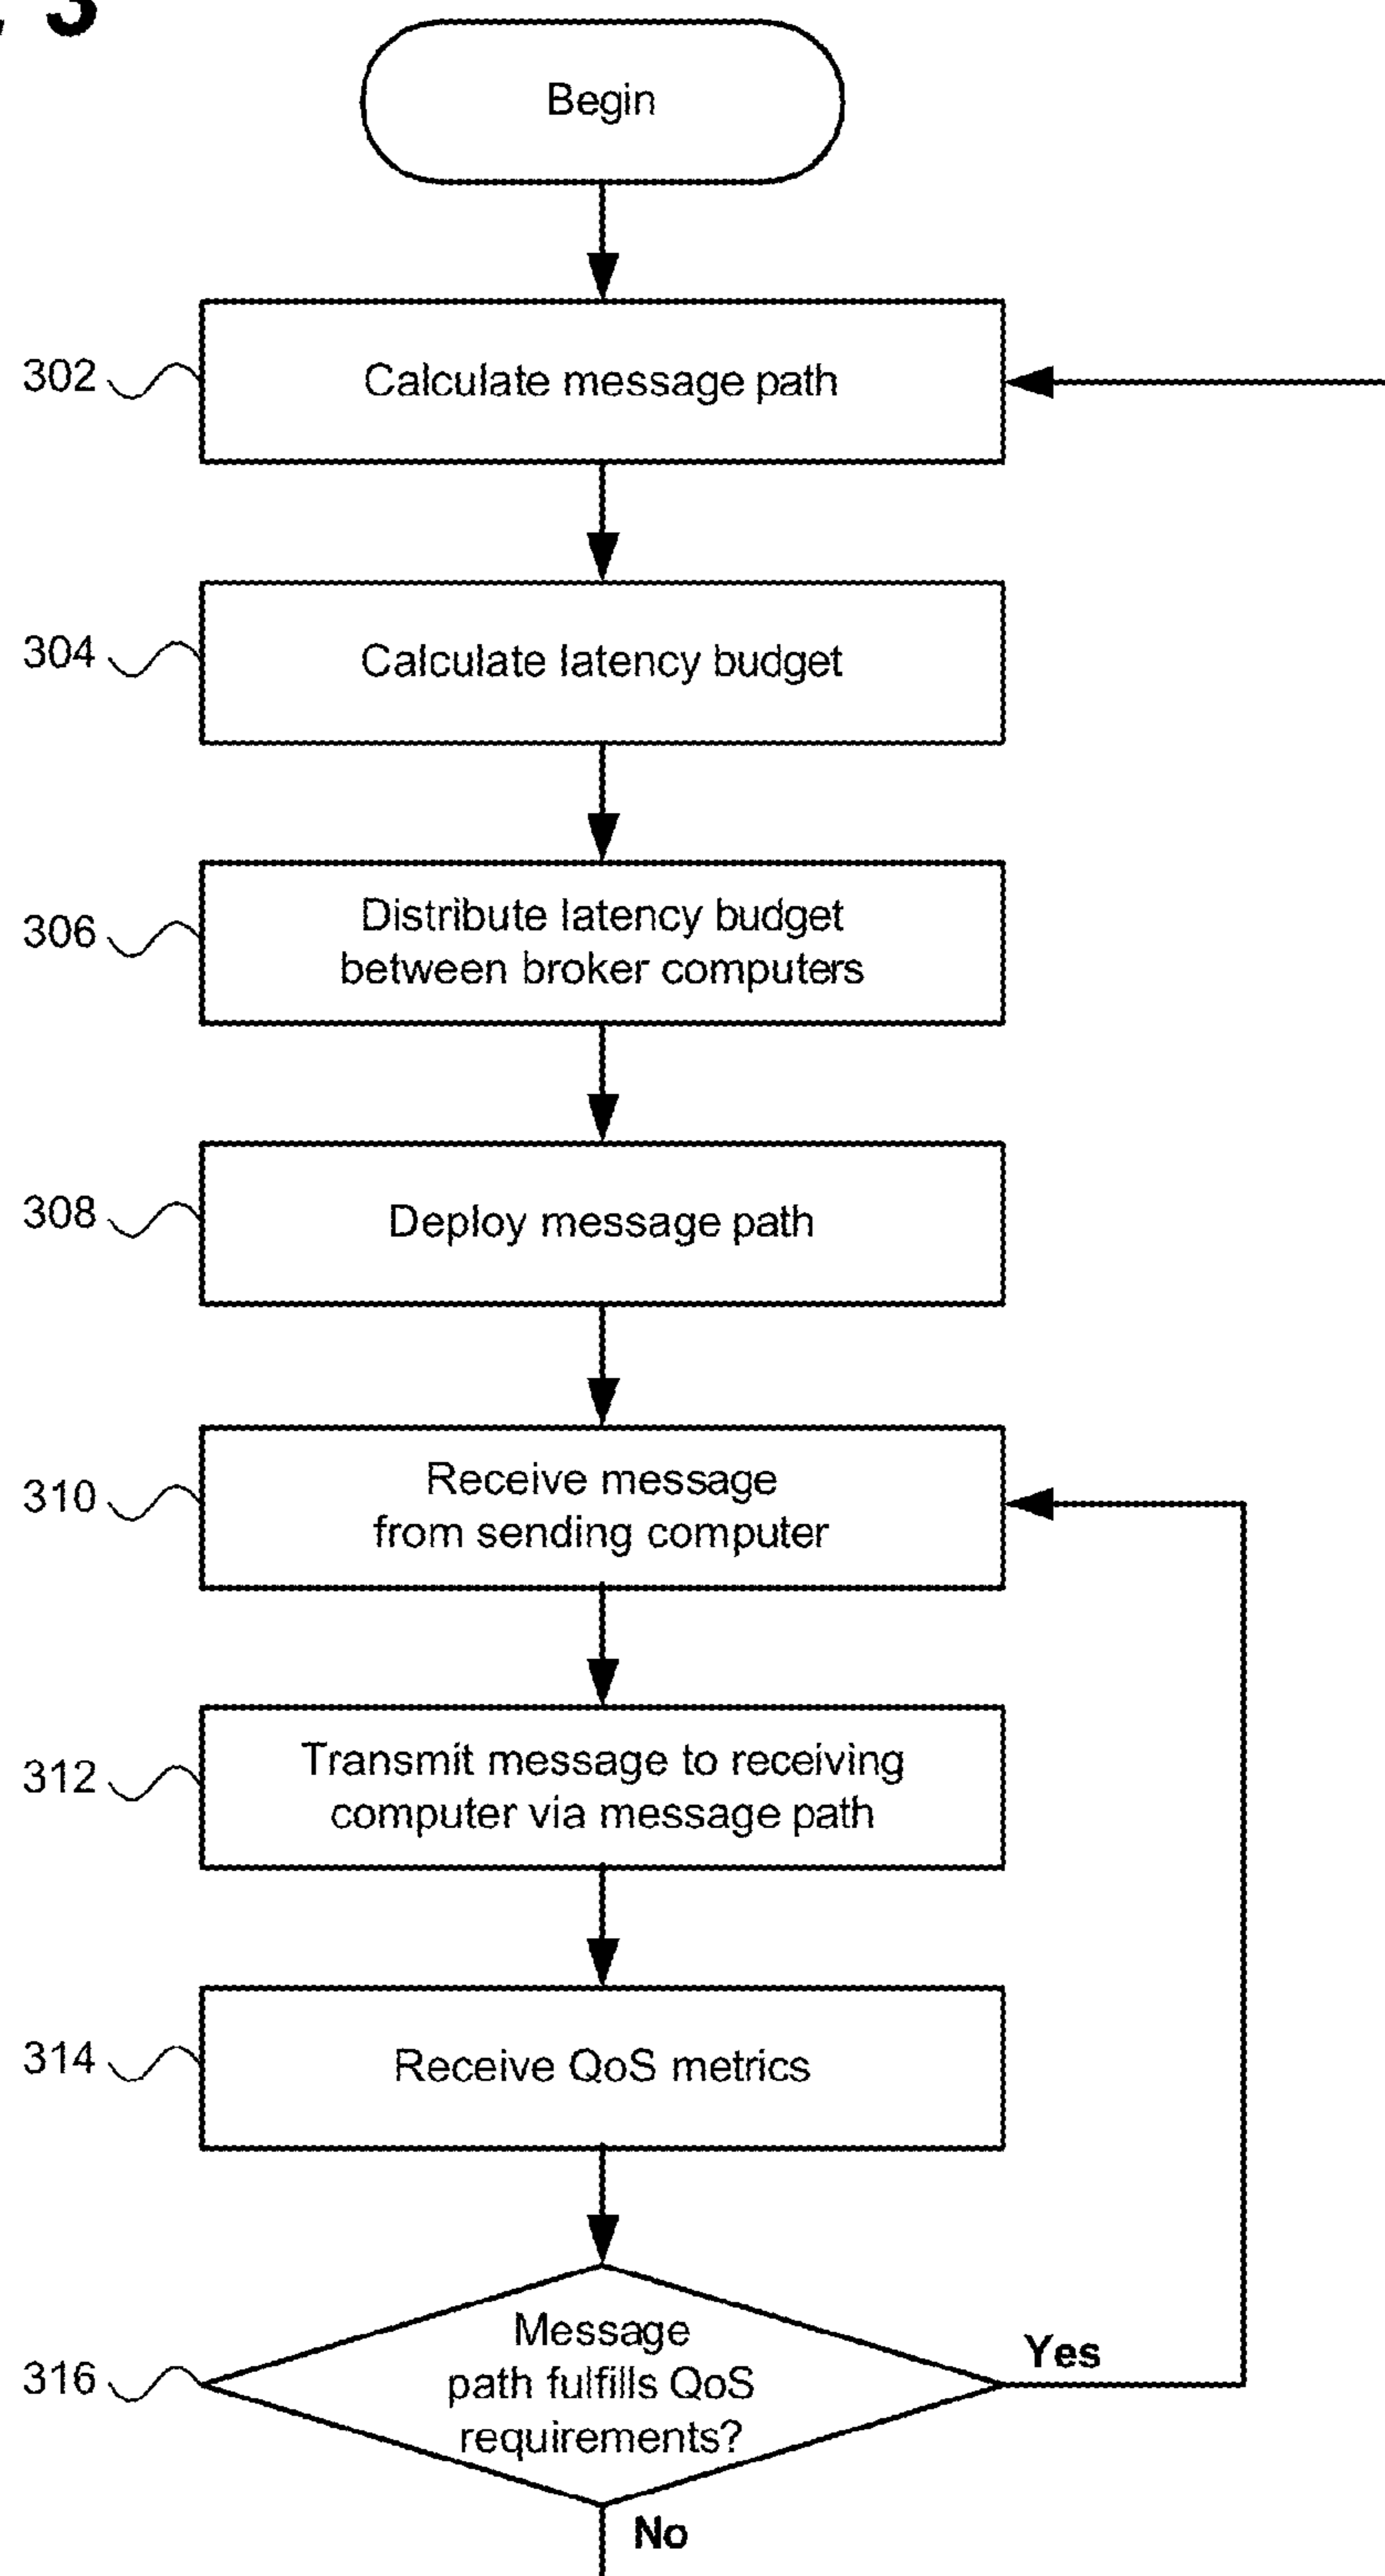 3
Begin
302
Calculate message path
304
Calculate latency budget
306
Distribute latency budget
between broker computers
308
Deploy message path
310
Receive message
from sending computer
312
Transmit message to receiving
computer via message path
314
Receive QoS metrics
316
Message
path fulfills QoS
requirements?
Yes
No